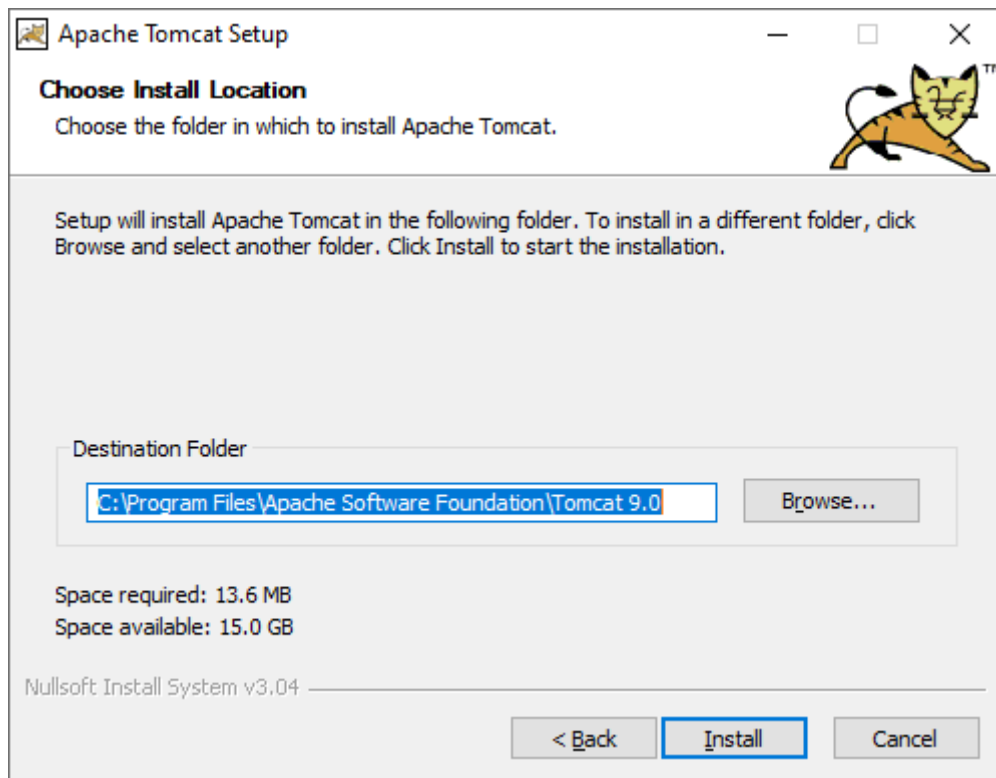 Apache Tomcat Setup
Choose Install Location
Choose the folder in which to install Apache Tomcat.
TM
Setup will install Apache Tomcat in the following folder. To install in a different folder, click
Browse and select another folder. Click Install to start the installation.
Destination Folder
C:\Program Files\Apache Software Foundation\Tomcat 9.0
Browse...
Space required: 13.6 MB
Space available: 15.0 GB
Nullsoft Install System v3.04
< Back
Install
Cancel